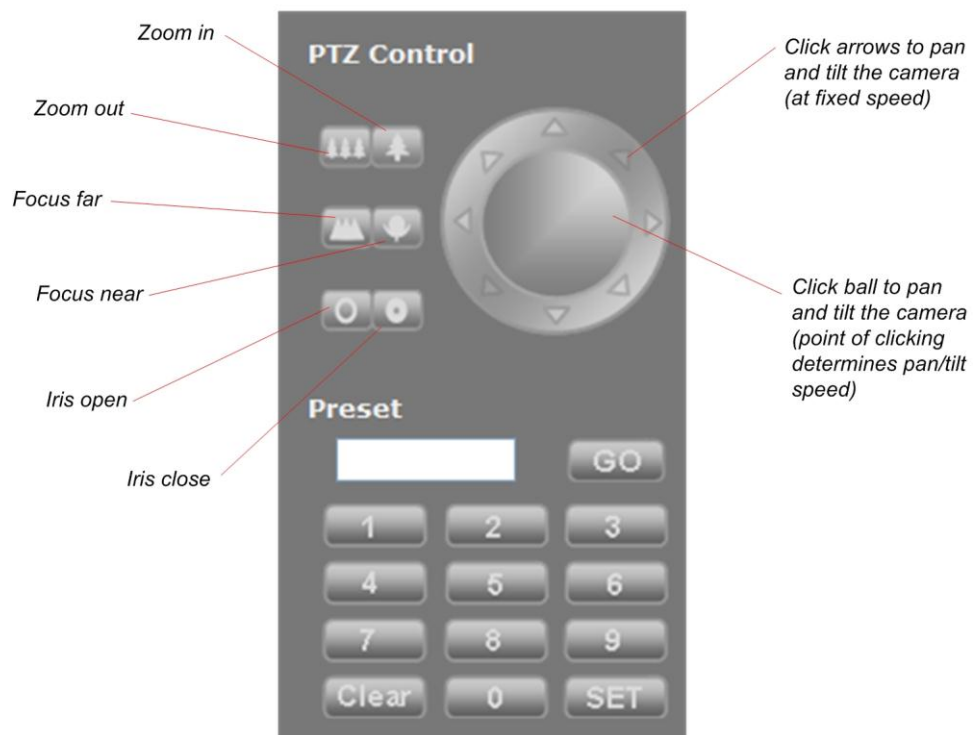 Zoom in
PTZ Control
Click arrows to pan
and tilt the camera
(at fixed speed)
Zoom out
Focus far
Focus near
Click ball to pan
and tilt the camera
(point of clicking
determines pan/tilt
speed)
Iris open
Preset
Iris close
GO
1 2 3
4 5 6
7 8 9
Clear 0 SET